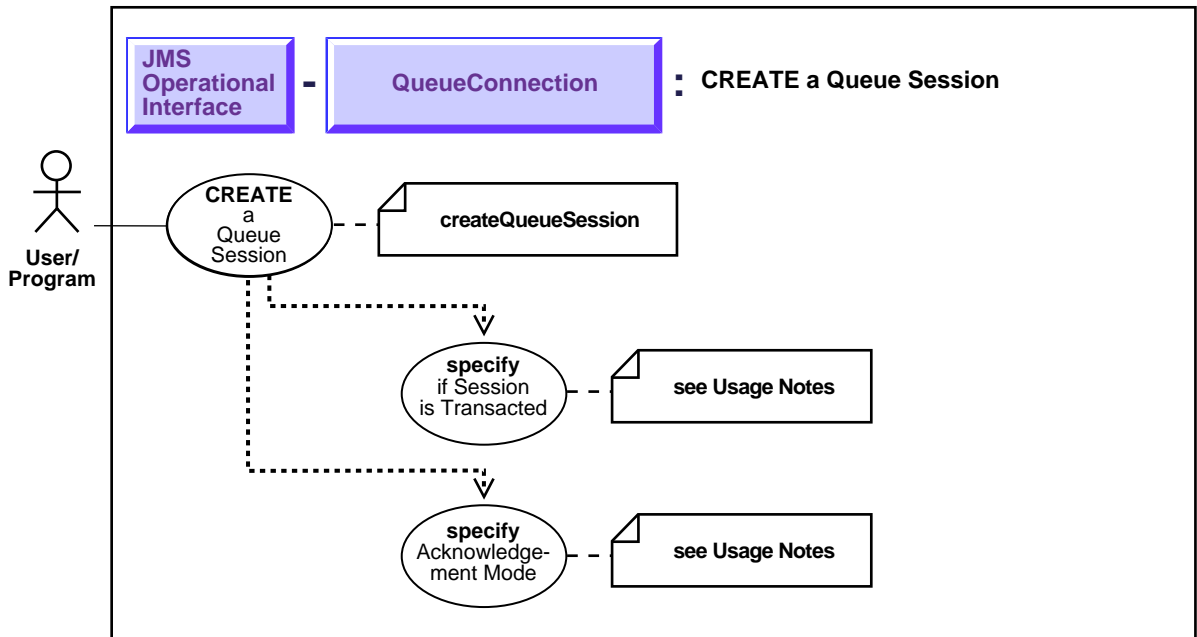 JMS
Operational
Interface
-
QueueConnection
:
CREATE a Queue Session
CREATE
a
Queue
Session
createQueueSession
User/
Program
specify
if Session
is Transacted
see Usage Notes
specify
Acknowledge-
ment Mode
see Usage Notes